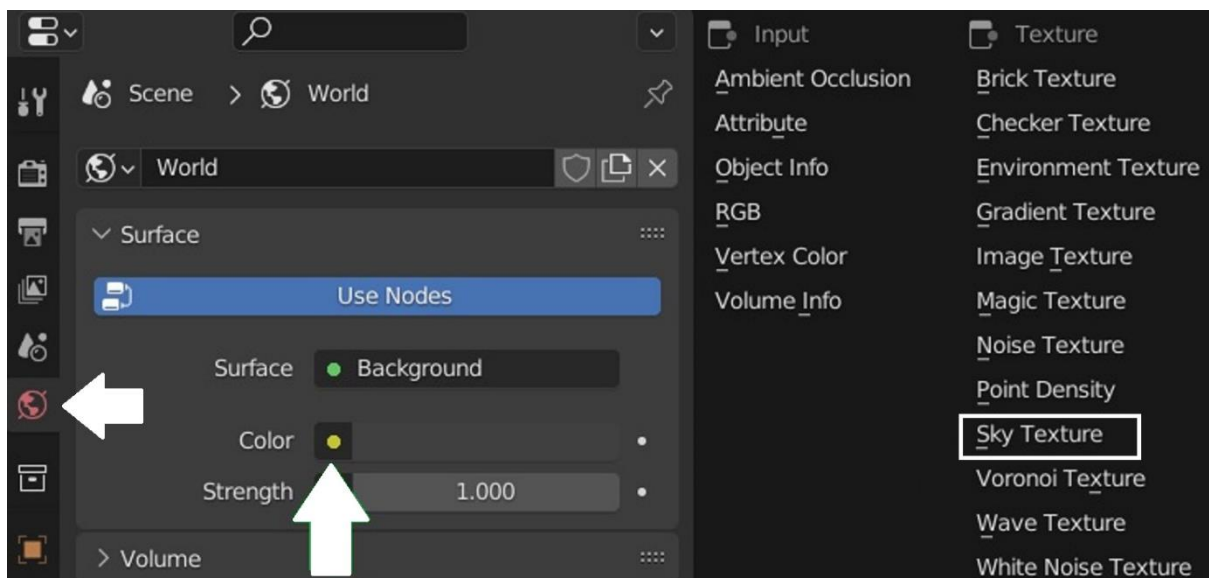 Scene > World
World
Surface
Use Nodes
Surface Background
Color
Strength 1.000
> Volume
Input
Ambient Occlusion
Attribute
Object Info
RGB
Vertex Color
Volume Info
Texture
Brick Texture
Checker Texture
Environment Texture
Gradient Texture
Image Texture
Magic Texture
Noise Texture
Point Density
Sky Texture
Voronoi Texture
Wave Texture
White Noise Texture